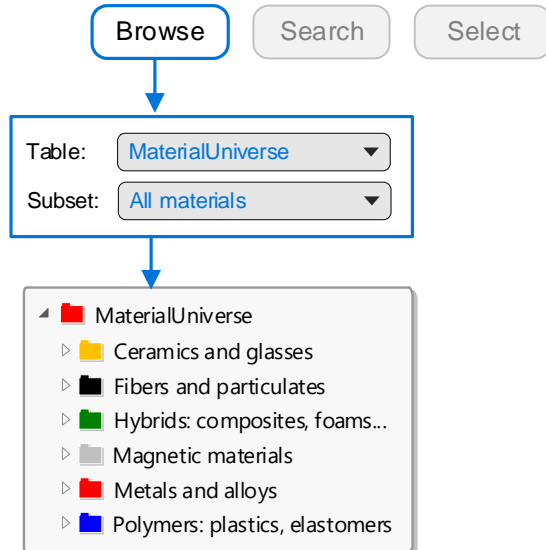 Browse Search Select
Table: MaterialUniverse
Subset: All materials
MaterialUniverse
Ceramics and glasses
Fibers and particulates
Hybrids: composites, foams...
Magnetic materials
Metals and alloys
Polymers: plastics, elastomers